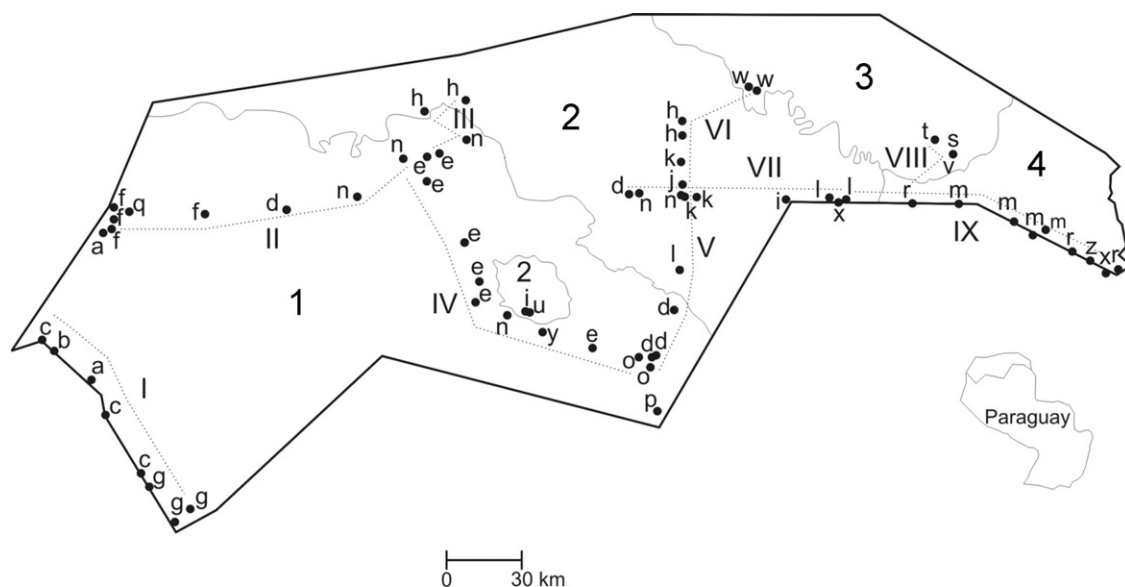 3
2
w w
h h
III
h
h
VI
t s
v
VIII
4
n
n
e e
e
k
VII
j
d n n k k
i l l
x
r m
IX
m m m
r z x r
n
d
f q
f
f
a f
II
e
V
l
1
e
e
IV
2
i u
n
y
e
d
d d
o
o
p
c
b
a
I
c
c
g
g g
Paraguay
0 30 km